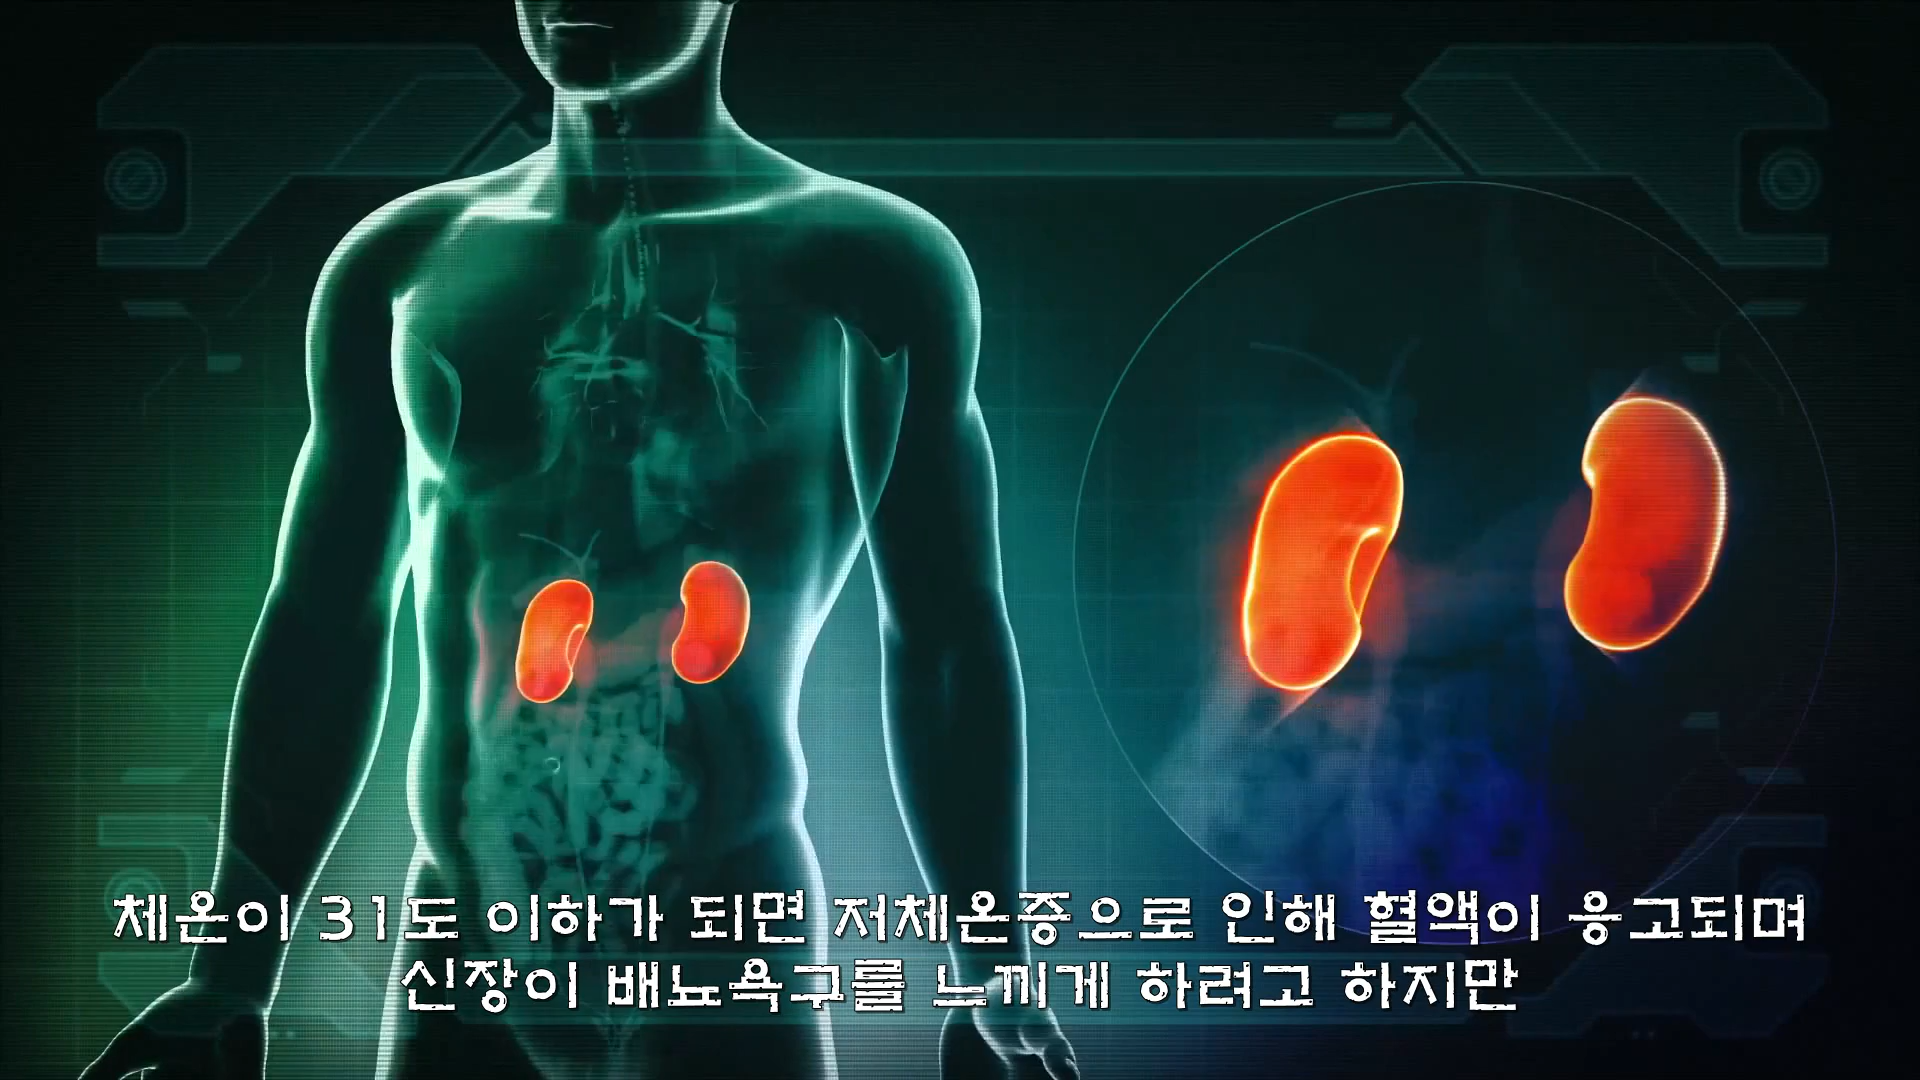 체온이 31도 이하가 되면 저체온증으로 인해 혈액이 응고되며
신장이 배뇨욕구를 느끼게 하려고 하지만